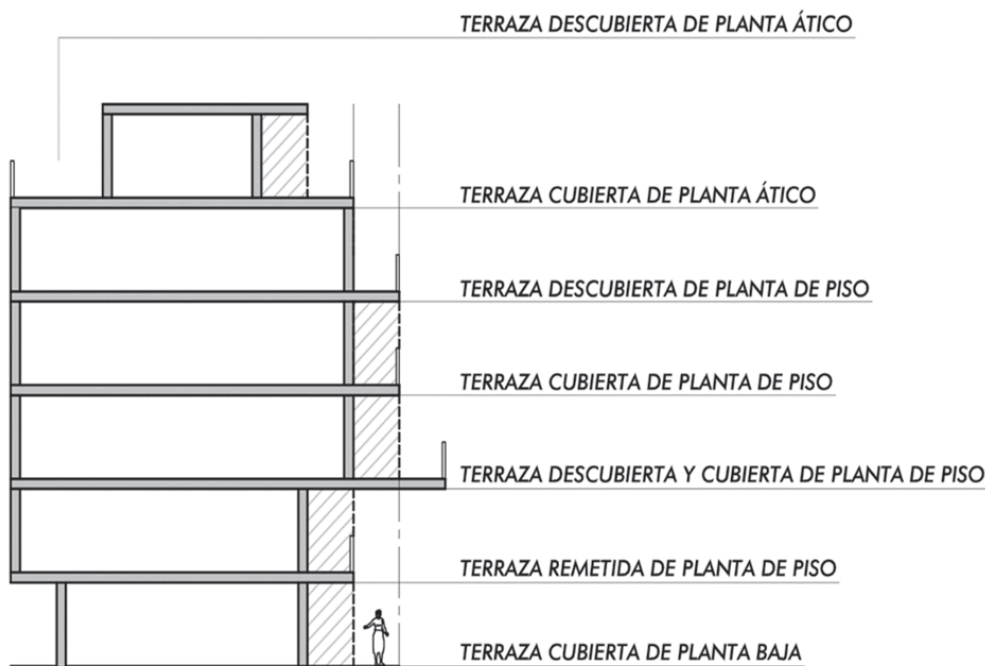 TERRAZA DESCUBIERTA DE PLANTA ÁTICO
TERRAZA CUBIERTA DE PLANTA ÁTICO
TERRAZA DESCUBIERTA DE PLANTA DE PISO
TERRAZA CUBIERTA DE PLANTA DE PISO
TERRAZA DESCUBIERTA Y CUBIERTA DE PLANTA DE PISO
TERRAZA REMETIDA DE PLANTA DE PISO
TERRAZA CUBIERTA DE PLANTA BAJA